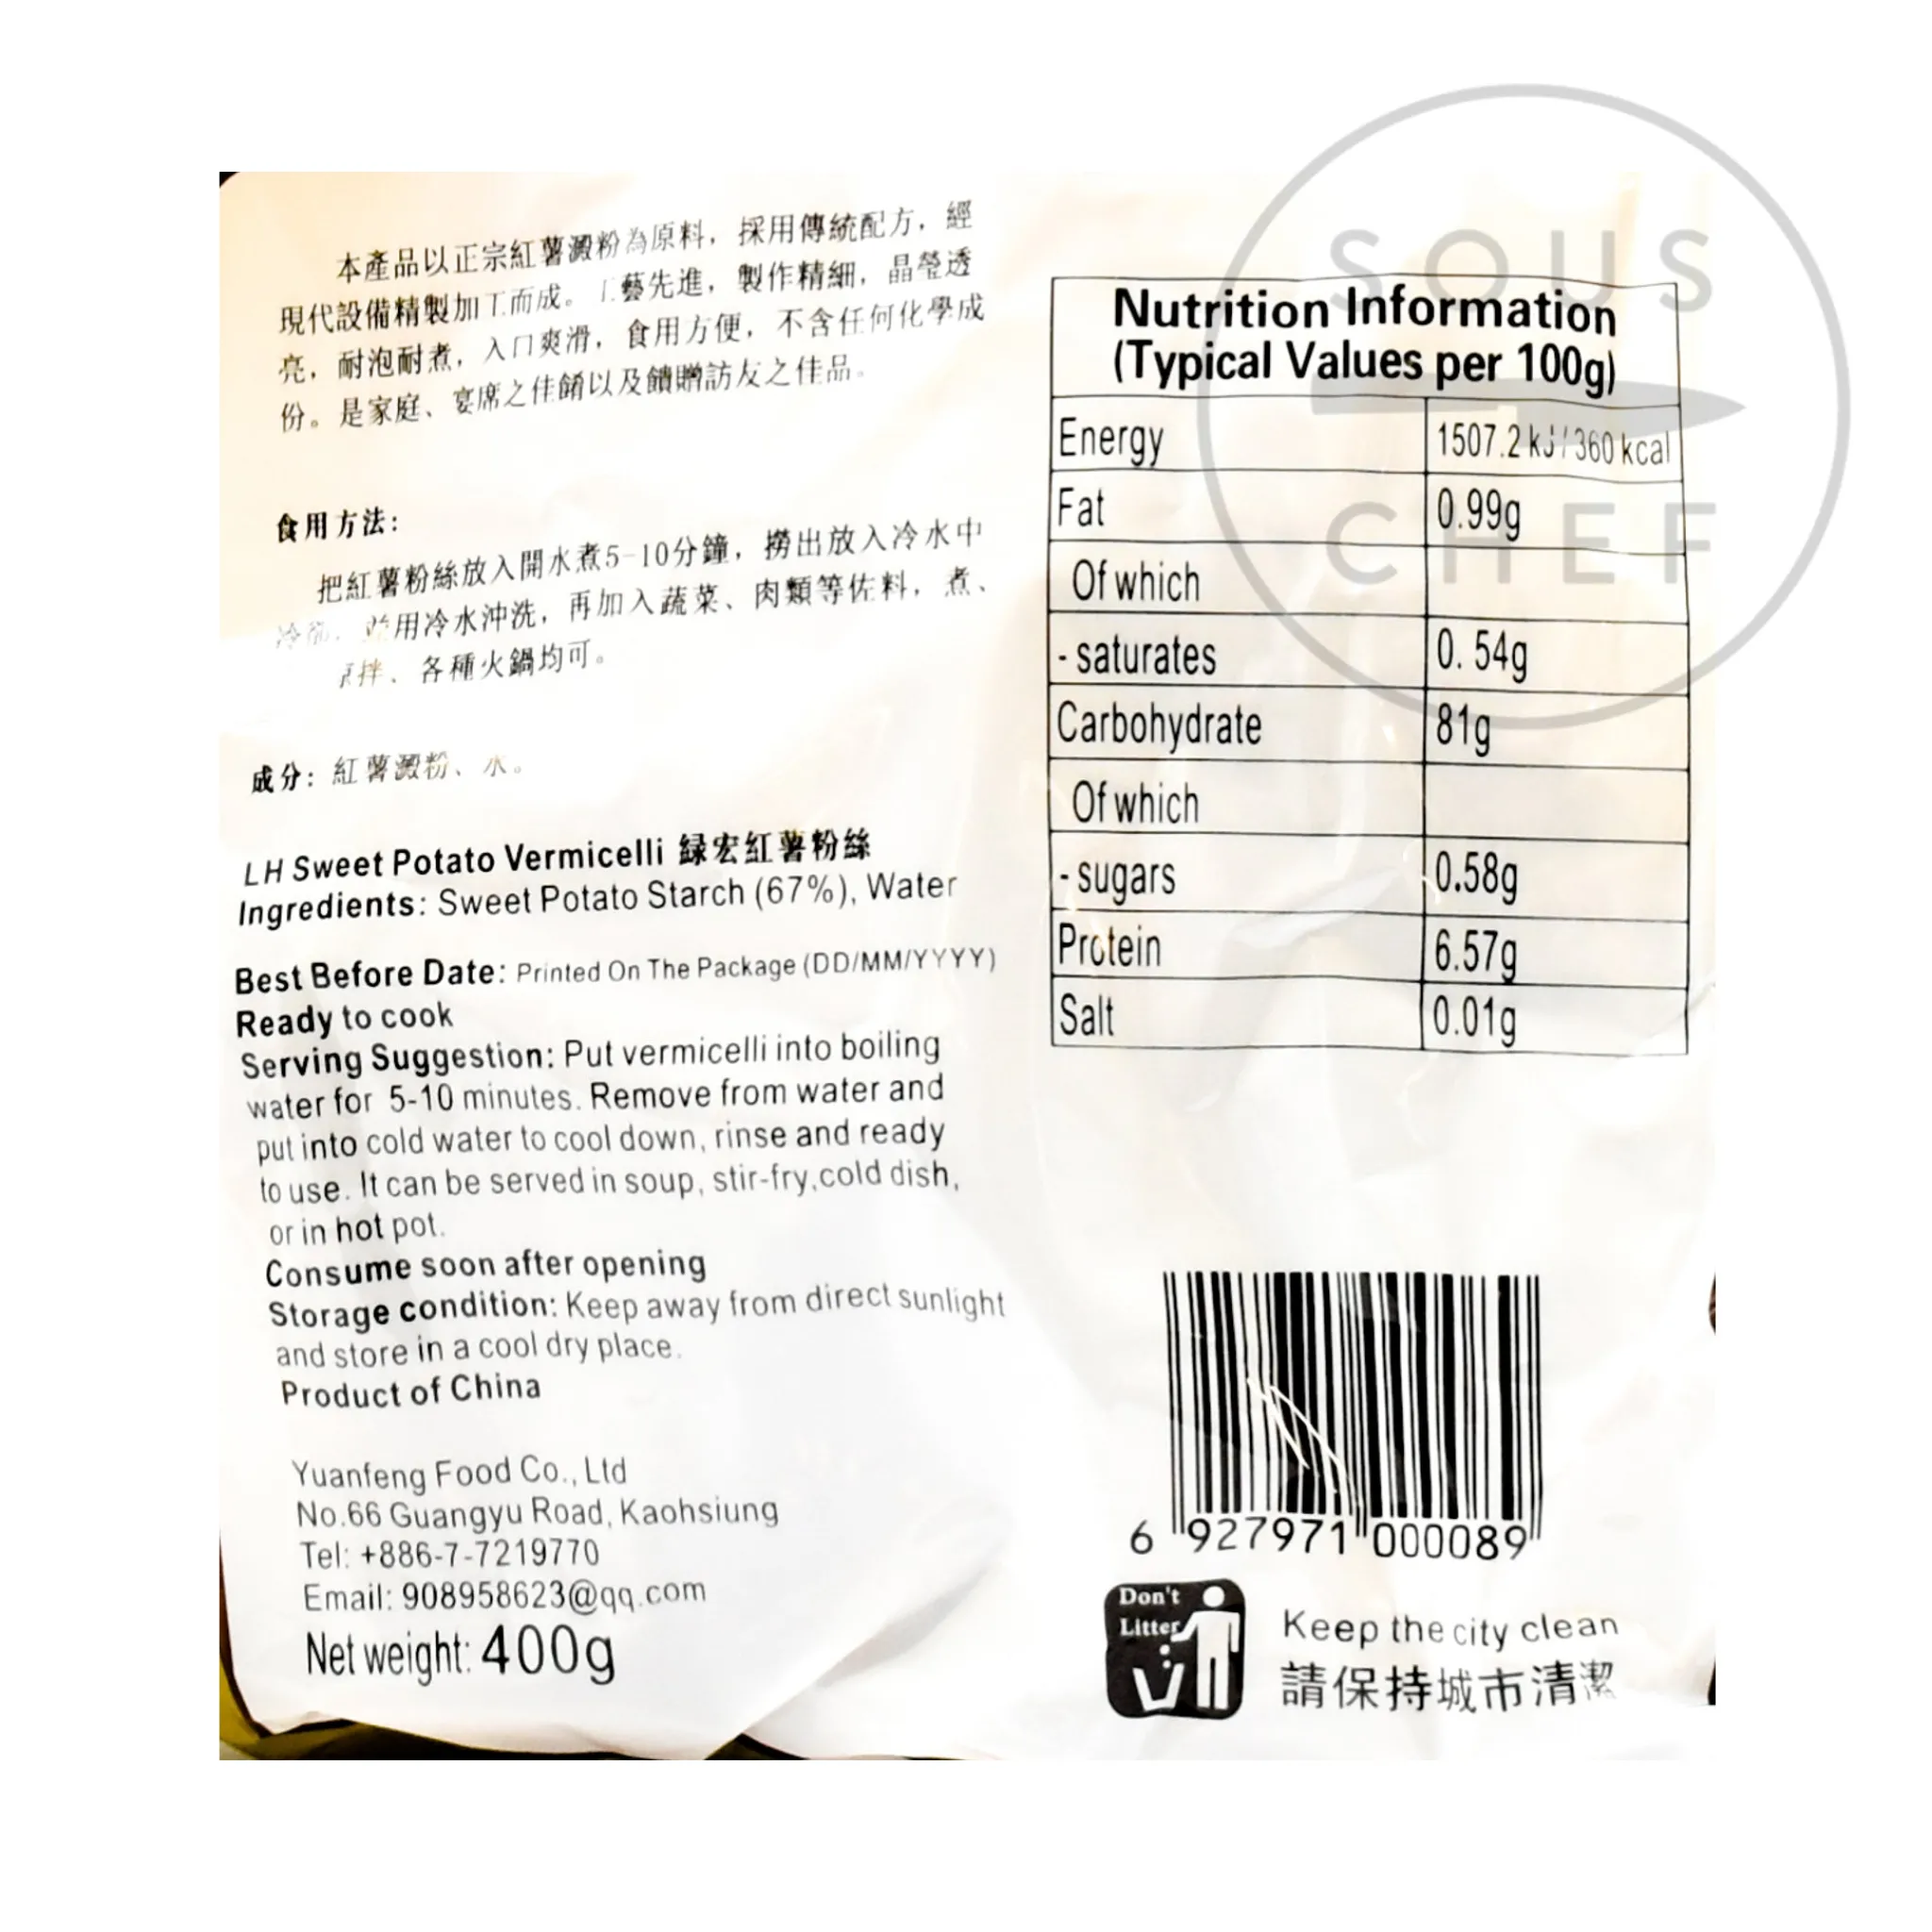 本產品以正宗紅薯澱粉為原料，採用傳統配方，經
現代設備精製加工而成。工藝先進，製作精細，晶瑩透
亮，耐泡耐煮，入口爽滑，食用方便，不含任何化學成
份。是家庭、宴席之佳餚以及饋贈訪友之佳品。
食用方法：
把紅薯粉絲放入開水煮5-10分鐘，撈出放入冷水中
用冷水沖洗，再加入蔬菜、肉類等佐料，煮、
拌、各種火鍋均可。
成分：紅薯澱粉、水。
LH Sweet Potato Vermicelli 緑宏紅薯粉絲
Ingredients: Sweet Potato Starch (67%), Water
Best Before Date: Printed On The Package (DD/MM/YYYY)
Ready to cook
Serving Suggestion: Put vermicelli into boiling
water for 5-10 minutes. Remove from water and
put into cold water to cool down, rinse and ready
to use. It can be served in soup, stir-fry,cold dish,
or in hot pot.
Consume soon after opening
Storage condition: Keep away from direct sunlight
and store in a cool dry place.
Product of China
Yuanfeng Food Co., Ltd
No.66 Guangyu Road, Kaohsiung
Tel: +886-7-7219770
Email: 908958623@qq.com
Net weight: 400g
SOUS
CHEF
Nutrition Information
(Typical Values per 100g)
Energy 1507.2 kJ / 360 kcal
Fat 0.99g
Of which
- saturates 0. 54g
Carbohydrate 81g
Of which
- sugars 0.58g
Protein 6.57g
Salt 0.01g
6 927971 000089
Don't
Litter
Keep the city clean
請保持城市清潔